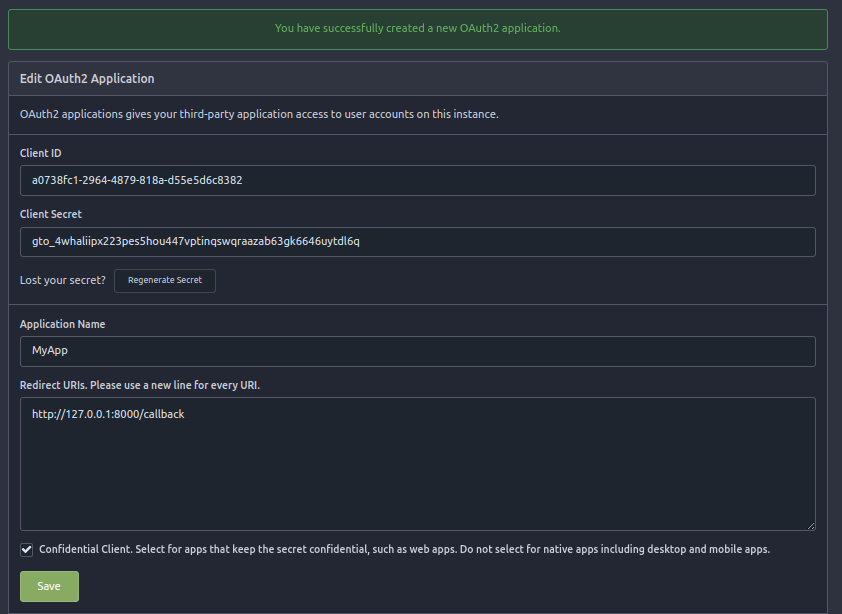 You have successfully created a new OAuth2 application.
Edit OAuth2 Application
OAuth2 applications gives your third-party application access to user accounts on this instance.
Client ID
a0738fc1-2964-4879-818a-d55e5d6c8382
Client Secret
gto_4whaliipx223pes5hou447vptinqswqraazab63gk6646uytdl6q
Lost your secret? Regenerate Secret
Application Name
MyApp
Redirect URIs. Please use a new line for every URI.
http://127.0.0.1:8000/callback
Confidential Client. Select for apps that keep the secret confidential, such as web apps. Do not select for native apps including desktop and mobile apps.
Save